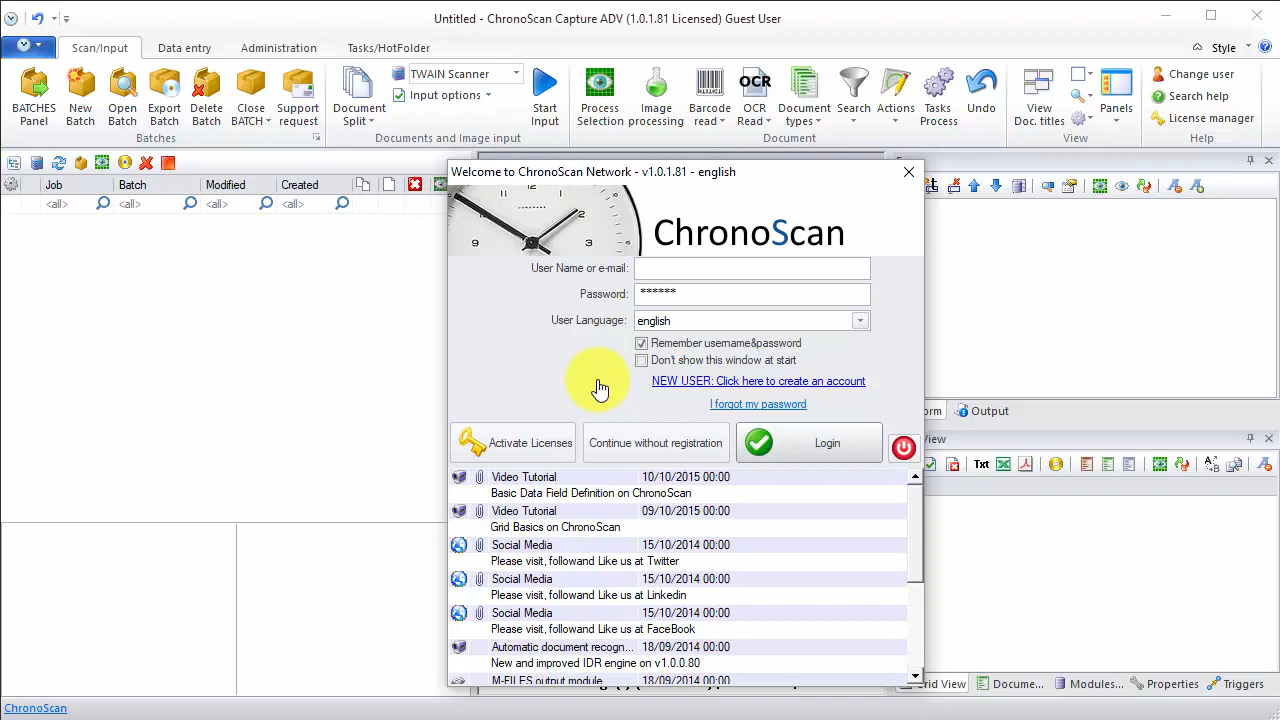 Untitled - ChronoScan Capture ADV (1.0.1.81 Licensed) Guest User
Scan/Input Data entry Administration Tasks/HotFolder Style
BATCHES Panel
New Batch
Open Batch
Export Batch
Delete Batch
Close BATCH
Support request
Batches
Document Split
TWAIN Scanner
Input options
Start Input
Documents and Image input
Process Selection
Image processing
Barcode read
OCR
OCR Read
Document types
Search
Actions
Tasks Process
Undo
Document
View Doc. titles
Panels
View
Change user
Search help
License manager
Help
Job Batch Modified Created
<all> <all> <all> <all>
Welcome to ChronoScan Network - v1.0.1.81 - english
12
2
3
9
10
ChronoScan
User Name or e-mail:
Password: ******
User Language: english
Remember username&password
Don't show this window at start
NEW USER: Click here to create an account
I forgot my password
Activate Licenses Continue without registration Login
Video Tutorial 10/10/2015 00:00
Basic Data Field Definition on ChronoScan
Video Tutorial 09/10/2015 00:00
Grid Basics on ChronoScan
Social Media 15/10/2014 00:00
Please visit, followand Like us at Twitter
Social Media 15/10/2014 00:00
Please visit, followand Like us at Linkedin
Social Media 15/10/2014 00:00
Please visit, followand Like us at FaceBook
Automatic document recogn... 18/09/2014 00:00
New and improved IDR engine on v1.0.0.80
M-FILES output module 18/09/2014 00:00
Output
View
Txt
Grid View Docume... Modules... Properties Triggers
ChronoScan